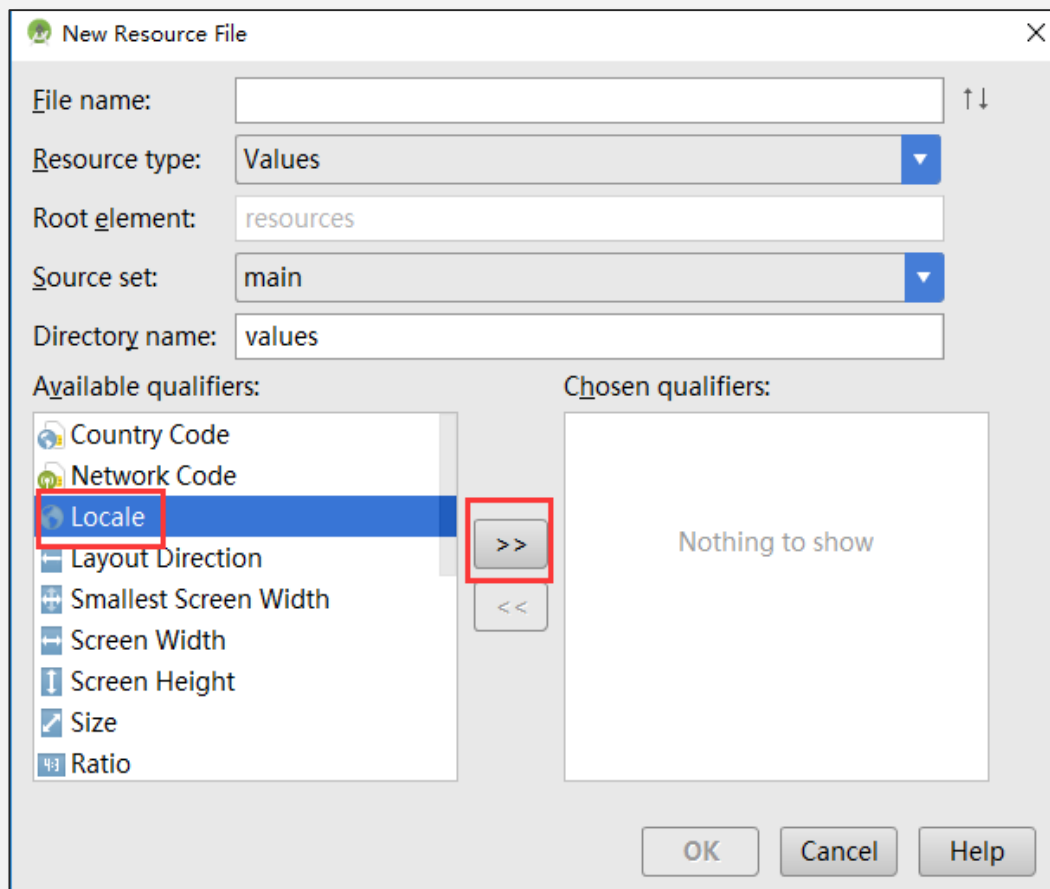 New Resource File
File name:
Resource type: Values
Root element: resources
Source set: main
Directory name: values
Available qualifiers:
Chosen qualifiers:
Country Code
Network Code
Locale
Layout Direction
Smallest Screen Width
Screen Width
Screen Height
Size
4:3 Ratio
>>
<<
Nothing to show
OK Cancel Help